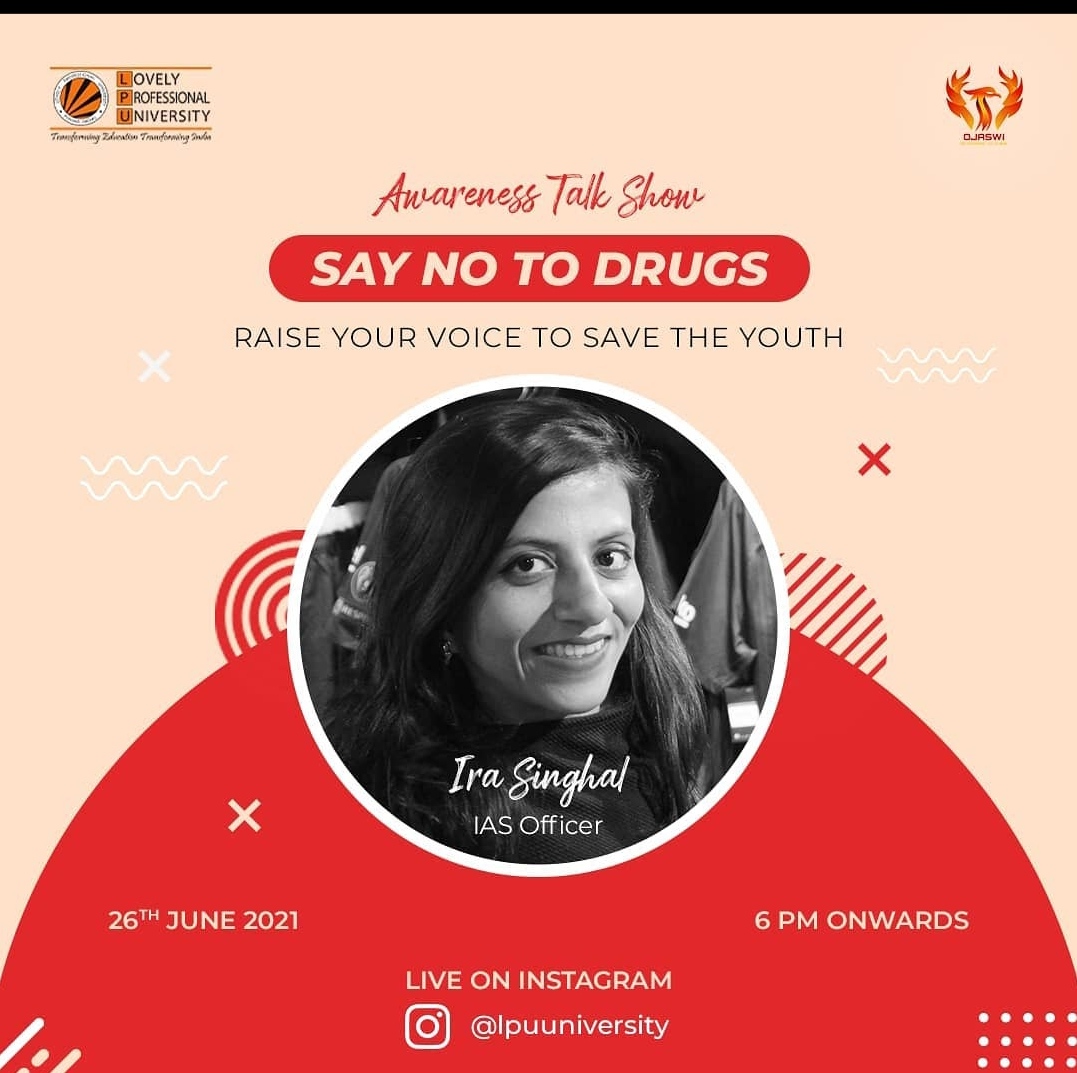 LOVELY
PROFESSIONAL
UNIVERSITY
Transforming Education Transforming India
OJASWI
Awareness Talk Show
SAY NO TO DRUGS
RAISE YOUR VOICE TO SAVE THE YOUTH
Ira Singhal
IAS Officer
26TH JUNE 2021
6 PM ONWARDS
LIVE ON INSTAGRAM
@lpuuniversity